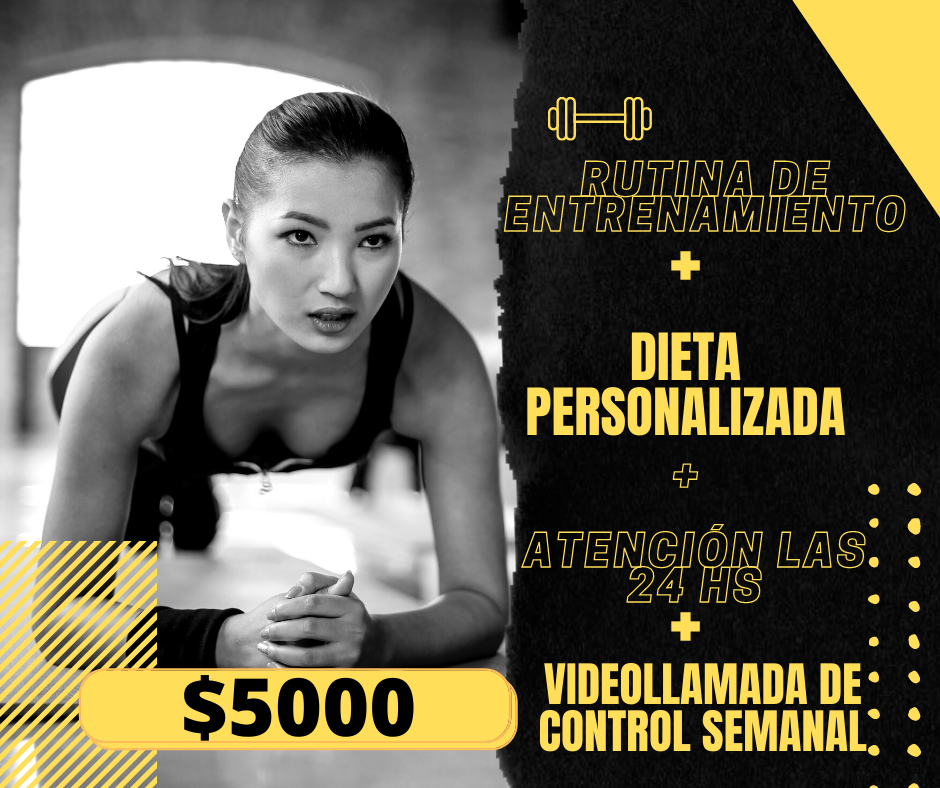 RUTINA DE
ENTRENAMIENTO
+
DIETA
PERSONALIZADA
+
ATENCIÓN LAS
24 HS
+
VIDEOLLAMADA DE
CONTROL SEMANAL
$5000